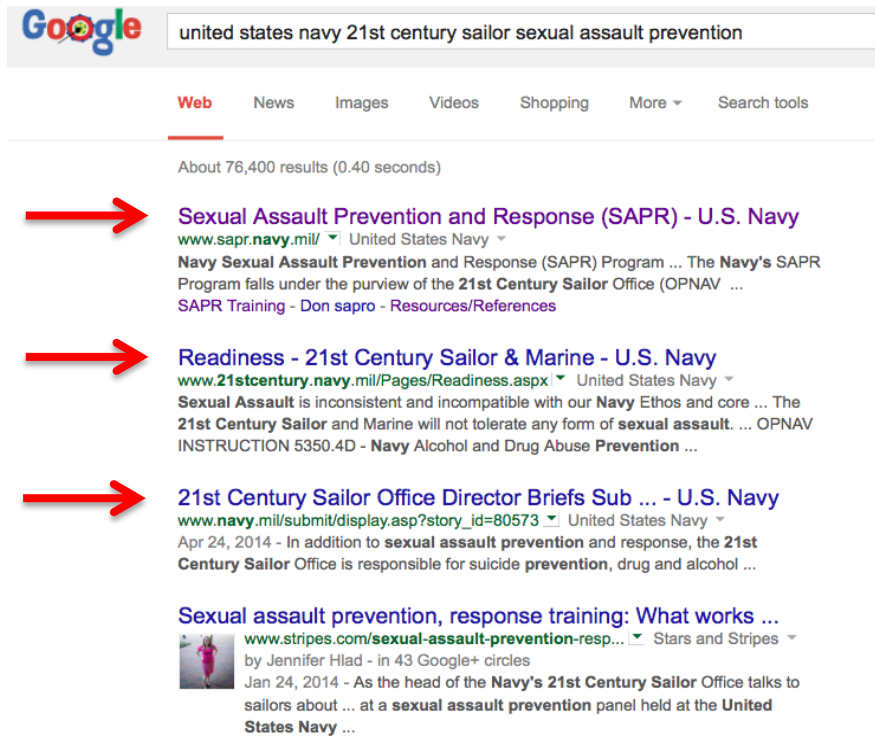 Google
united states navy 21st century sailor sexual assault prevention
Web News Images Videos Shopping More Search tools
About 76,400 results (0.40 seconds)
Sexual Assault Prevention and Response (SAPR) - U.S. Navy
www.sapr.navy.mil/ United States Navy
Navy Sexual Assault Prevention and Response (SAPR) Program ... The Navy's SAPR
Program falls under the purview of the 21st Century Sailor Office (OPNAV ...
SAPR Training - Don sapro - Resources/References
Readiness - 21st Century Sailor & Marine - U.S. Navy
www.21stcentury.navy.mil/Pages/Readiness.aspx United States Navy
Sexual Assault is inconsistent and incompatible with our Navy Ethos and core ... The
21st Century Sailor and Marine will not tolerate any form of sexual assault. ... OPNAV
INSTRUCTION 5350.4D - Navy Alcohol and Drug Abuse Prevention ...
21st Century Sailor Office Director Briefs Sub ... - U.S. Navy
www.navy.mil/submit/display.asp?story_id=80573 United States Navy
Apr 24, 2014 - In addition to sexual assault prevention and response, the 21st
Century Sailor Office is responsible for suicide prevention, drug and alcohol ...
Sexual assault prevention, response training: What works ...
www.stripes.com/sexual-assault-prevention-resp... Stars and Stripes
by Jennifer Hlad - in 43 Google+ circles
Jan 24, 2014 - As the head of the Navy's 21st Century Sailor Office talks to
sailors about ... at a sexual assault prevention panel held at the United
States Navy ...